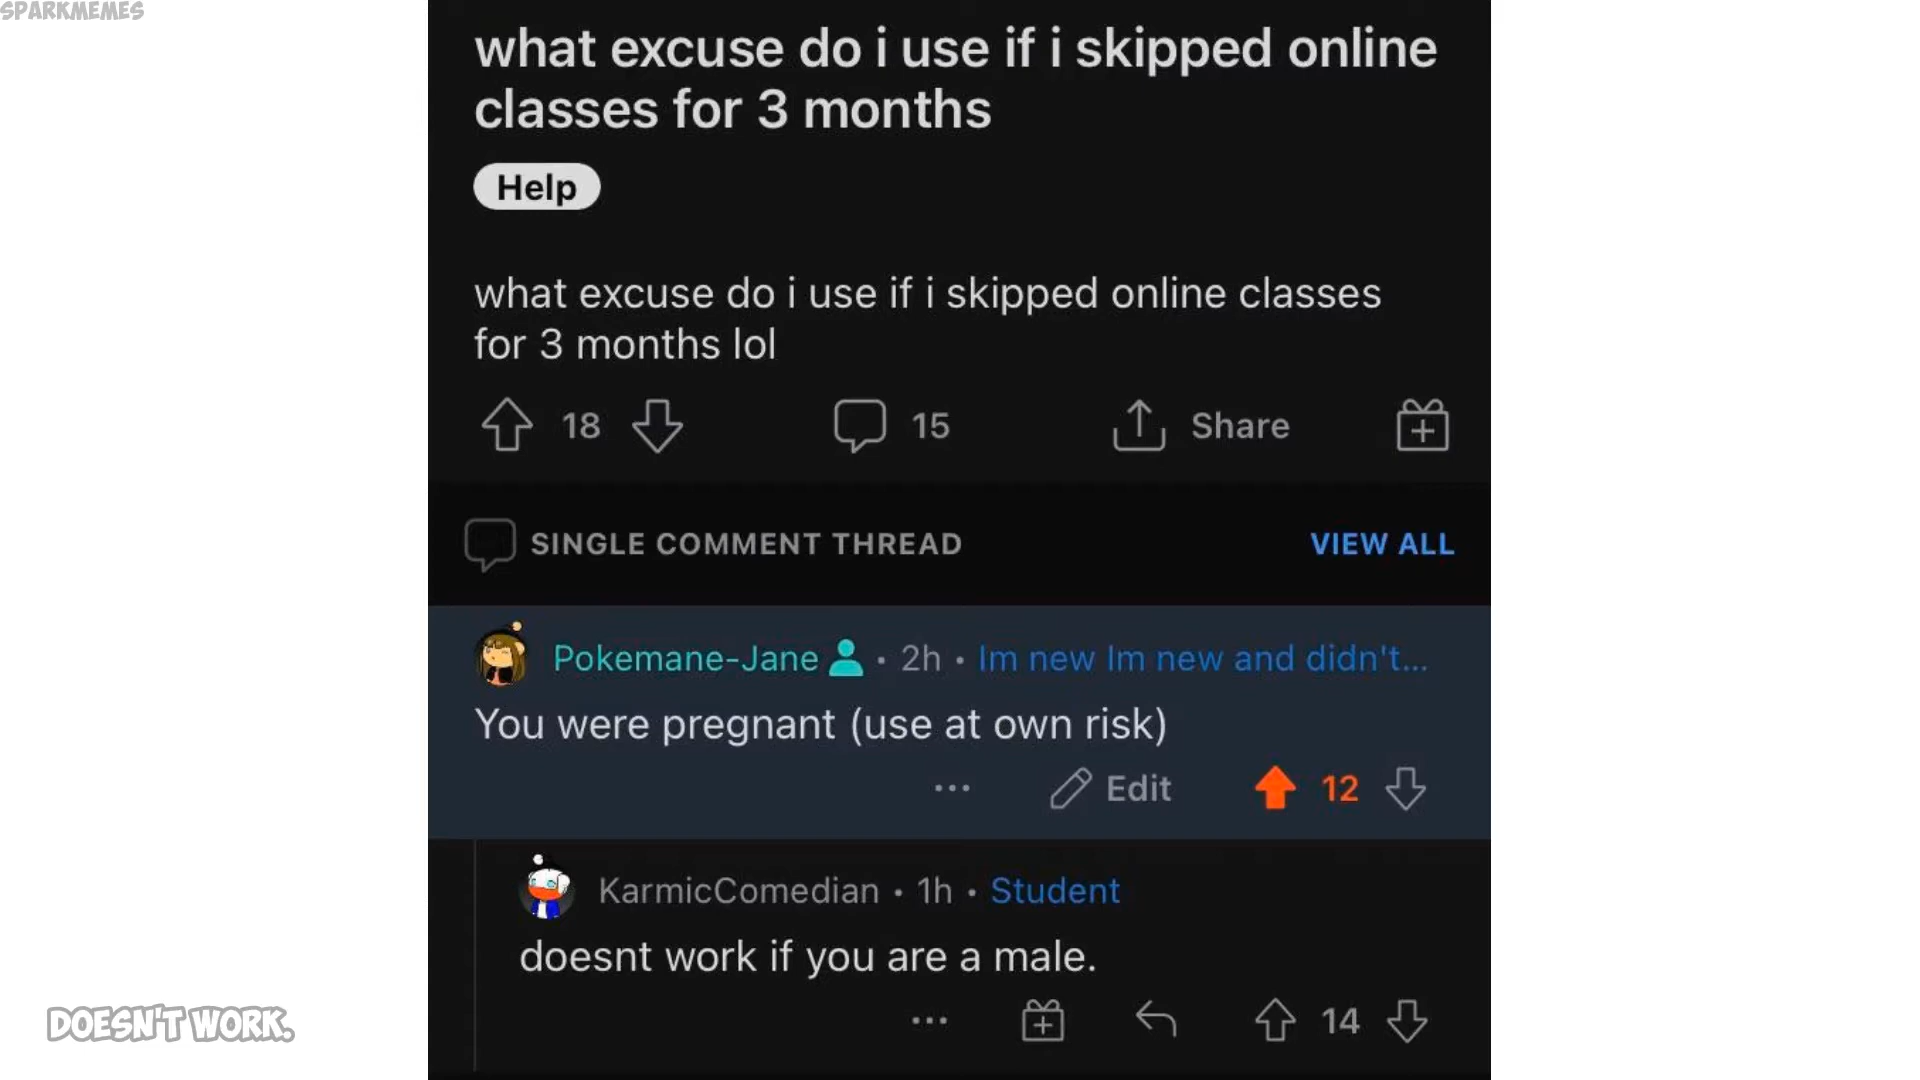 SPARKMEMES
what excuse do i use if i skipped online
classes for 3 months
Help
what excuse do i use if i skipped online classes
for 3 months lol
18
15
Share
SINGLE COMMENT THREAD
VIEW ALL
Pokemane-Jane • 2h • Im new Im new and didn't...
You were pregnant (use at own risk)
... Edit 12
KarmicComedian • 1h • Student
doesnt work if you are a male.
... 14
DOESN'T WORK.